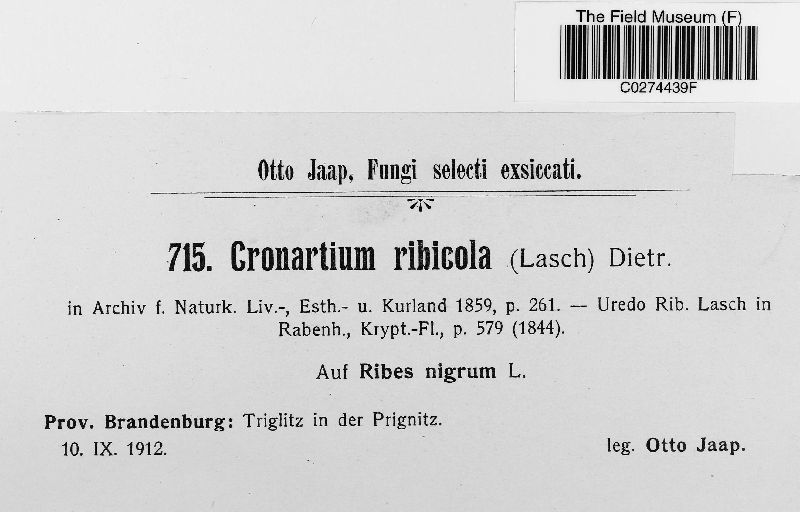 The Field Museum (F)
C0274439F
Otto Jaap, Fungi selecti exsiccati.
715. Cronartium ribicola (Lasch) Dietr.
in Archiv f. Naturk. Liv.-, Esth.- u. Kurland 1859, p. 261. — Uredo Rib. Lasch in
Rabenh., Krypt.-Fl., p. 579 (1844).
Auf Ribes nigrum L.
Prov. Brandenburg: Triglitz in der Prignitz.
10. IX. 1912.
leg. Otto Jaap.